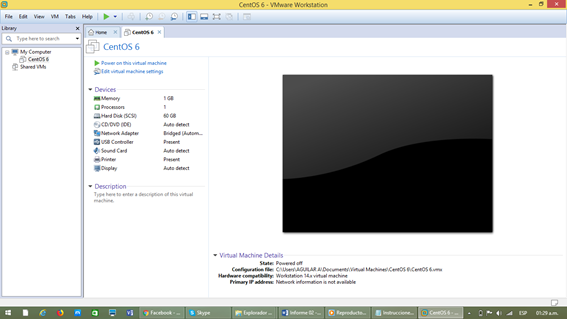 CentOS 6 - VMware Workstation
File Edit View VM Tabs Help
Library
Type here to search
My Computer
CentOS 6
Shared VMs
Home
CentOS 6
CentOS 6
Power on this virtual machine
Edit virtual machine settings
Devices
Memory 1 GB
Processors 1
Hard Disk (SCSI) 60 GB
CD/DVD (IDE) Auto detect
Network Adapter Bridged (Autom...
USB Controller Present
Sound Card Auto detect
Printer Present
Display Auto detect
Description
Type here to enter a description of this virtual
machine.
Virtual Machine Details
State: Powered off
Configuration file: C:\Users\AGUILAR A\Documents\Virtual Machines\CentOS 6\CentOS 6.vmx
Hardware compatibility: Workstation 14.x virtual machine
Primary IP address: Network information is not available
Facebook - ...
Skype
Explorador ...
Informe 02 - ...
Reproducto...
Instruccione...
CentOS 6 - ...
ESP
01:29 a.m.